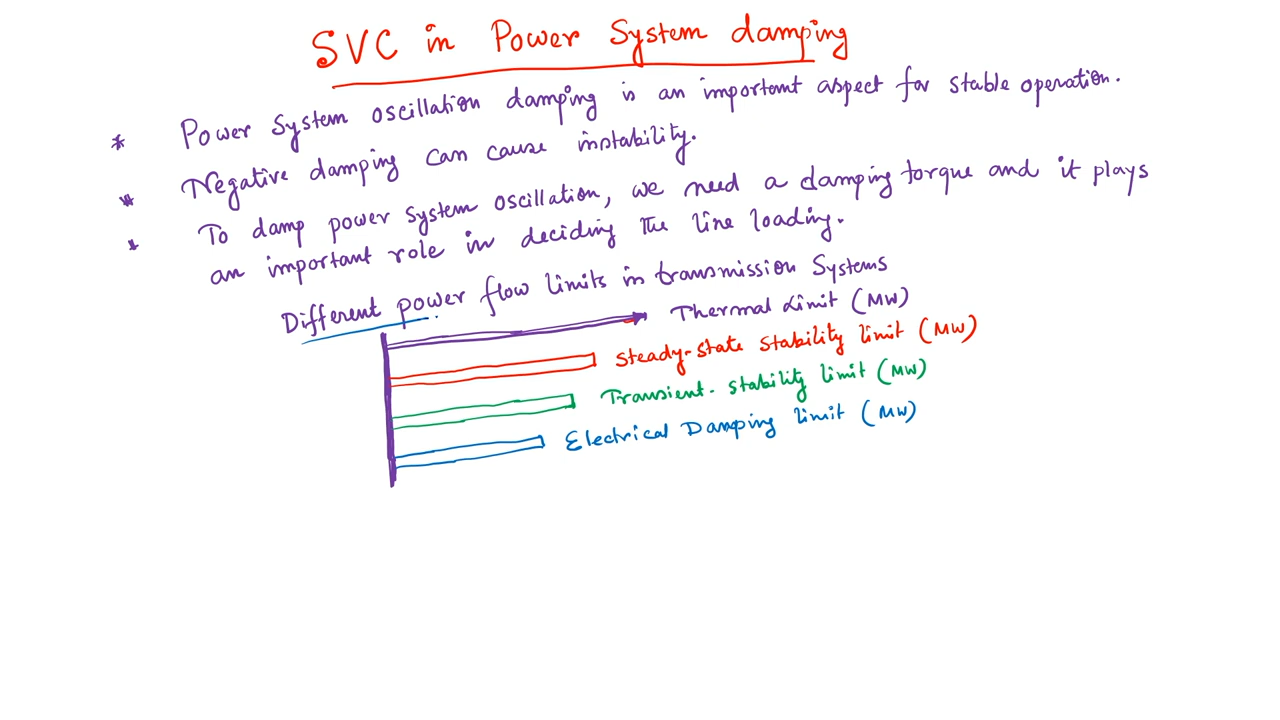 SVC in Power System damping
* Power System oscillation damping is an important aspect for stable operation.
* Negative damping can cause instability.
* To damp power system oscillation, we need a damping torque and it plays
an important role in deciding the line loading.
Different power flow limits in transmission Systems
Thermal Limit (MW)
Steady-state stability limit (MW)
Transient-stability limit (MW)
Electrical Damping limit (MW)